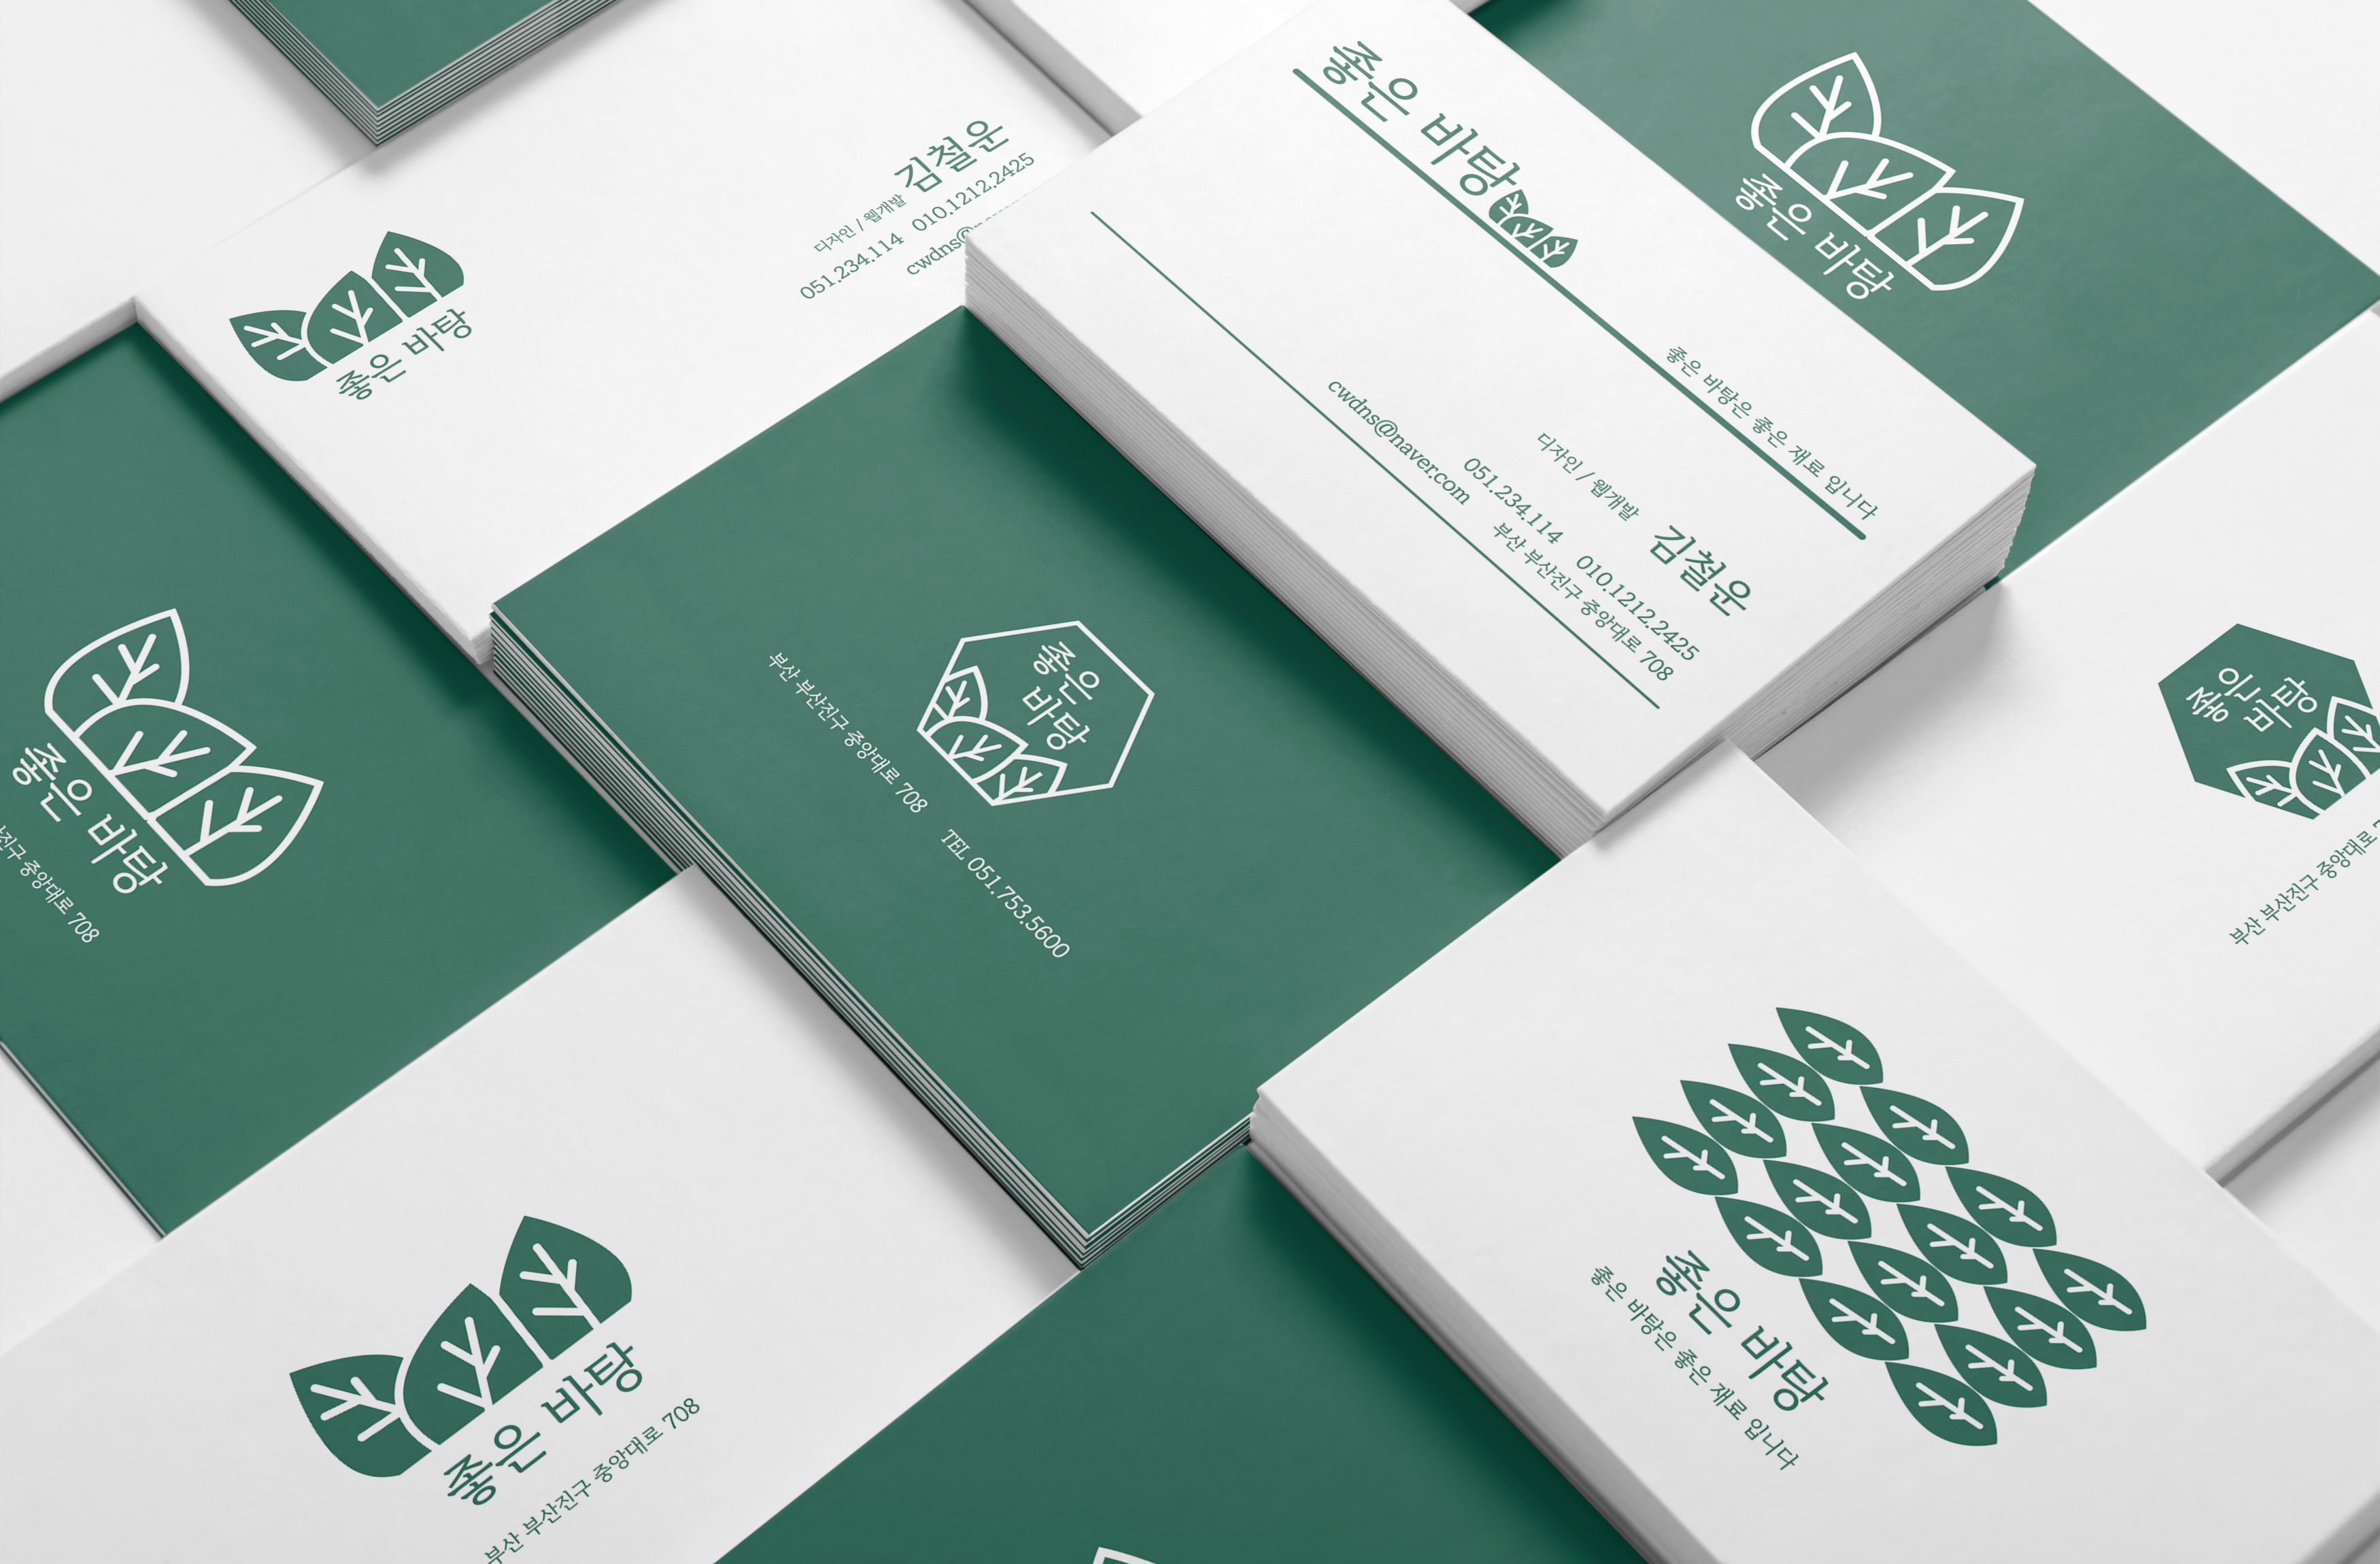 좋은 바탕
김철운
디자인 / 웹개발
051.234.114 010.1212.2425
좋은 바탕
좋은 바탕은 좋은 재료 입니다
디자인 / 웹개발 김철운
051.234.114 010.1212.2425
cwdns@naver.com 부산 부산진구 중앙대로 708
좋은 바탕
좋은 바탕
중앙대로 708
좋은
바탕
부산 부산진구 중앙대로 708 TEL 051.753.5600
좋은
바탕
부산 부산진구 중앙대로
좋은 바탕
부산 부산진구 중앙대로 708
좋은 바탕
좋은 바탕은 좋은 재료 입니다